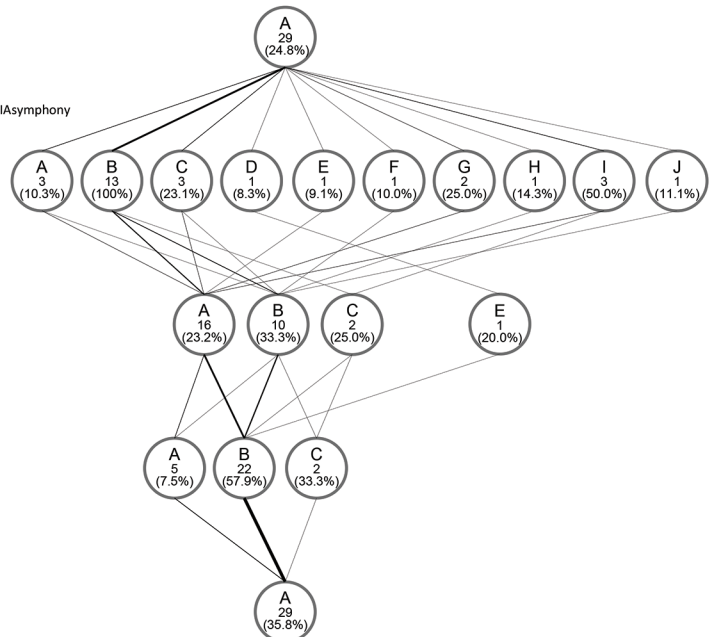 A
29
(24.8%)
IAsymphony
A
3
(10.3%)
B
13
(100%)
C
3
(23.1%)
D
1
(8.3%)
E
1
(9.1%)
F
1
(10.0%)
G
2
(25.0%)
H
1
(14.3%)
I
3
(50.0%)
J
1
(11.1%)
A
16
(23.2%)
B
10
(33.3%)
C
2
(25.0%)
E
1
(20.0%)
A
5
(7.5%)
B
22
(57.9%)
C
2
(33.3%)
A
29
(35.8%)